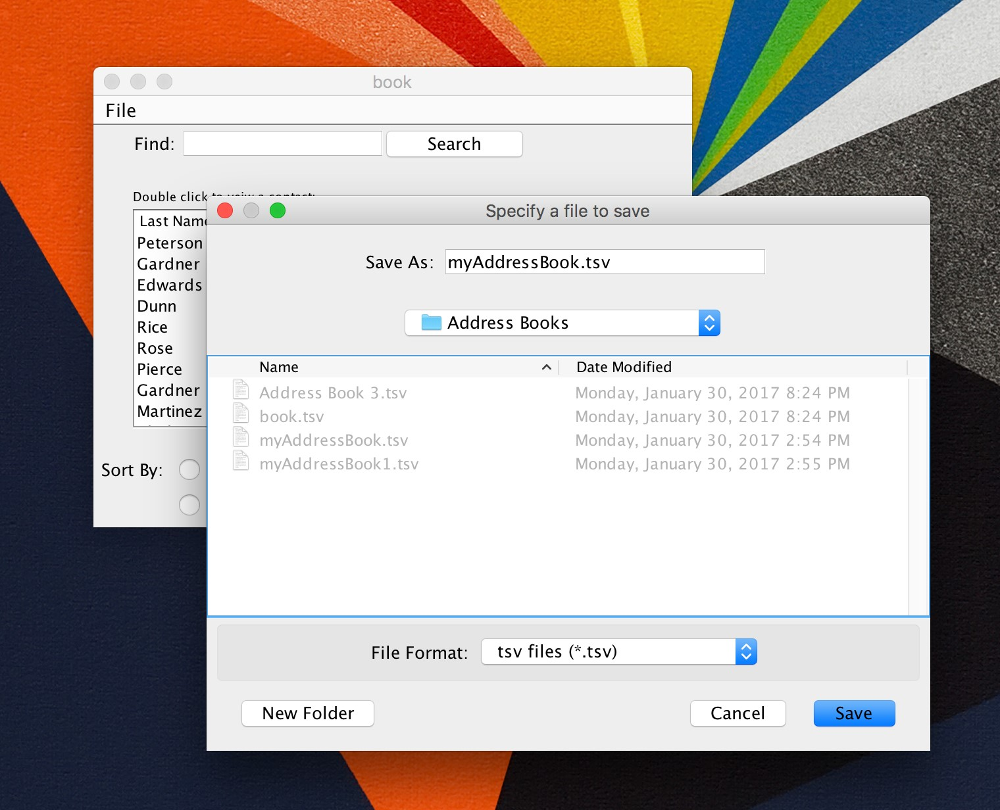 book
File
Find: Search
Double click to veiw a contact:
Last Name
Peterson
Gardner
Edwards
Dunn
Rice
Rose
Pierce
Gardner
Martinez
Sort By:
Specify a file to save
Save As: myAddressBook.tsv
Address Books
Name Date Modified
Address Book 3.tsv Monday, January 30, 2017 8:24 PM
book.tsv Monday, January 30, 2017 8:24 PM
myAddressBook.tsv Monday, January 30, 2017 2:54 PM
myAddressBook1.tsv Monday, January 30, 2017 2:55 PM
File Format: tsv files (*.tsv)
New Folder Cancel Save